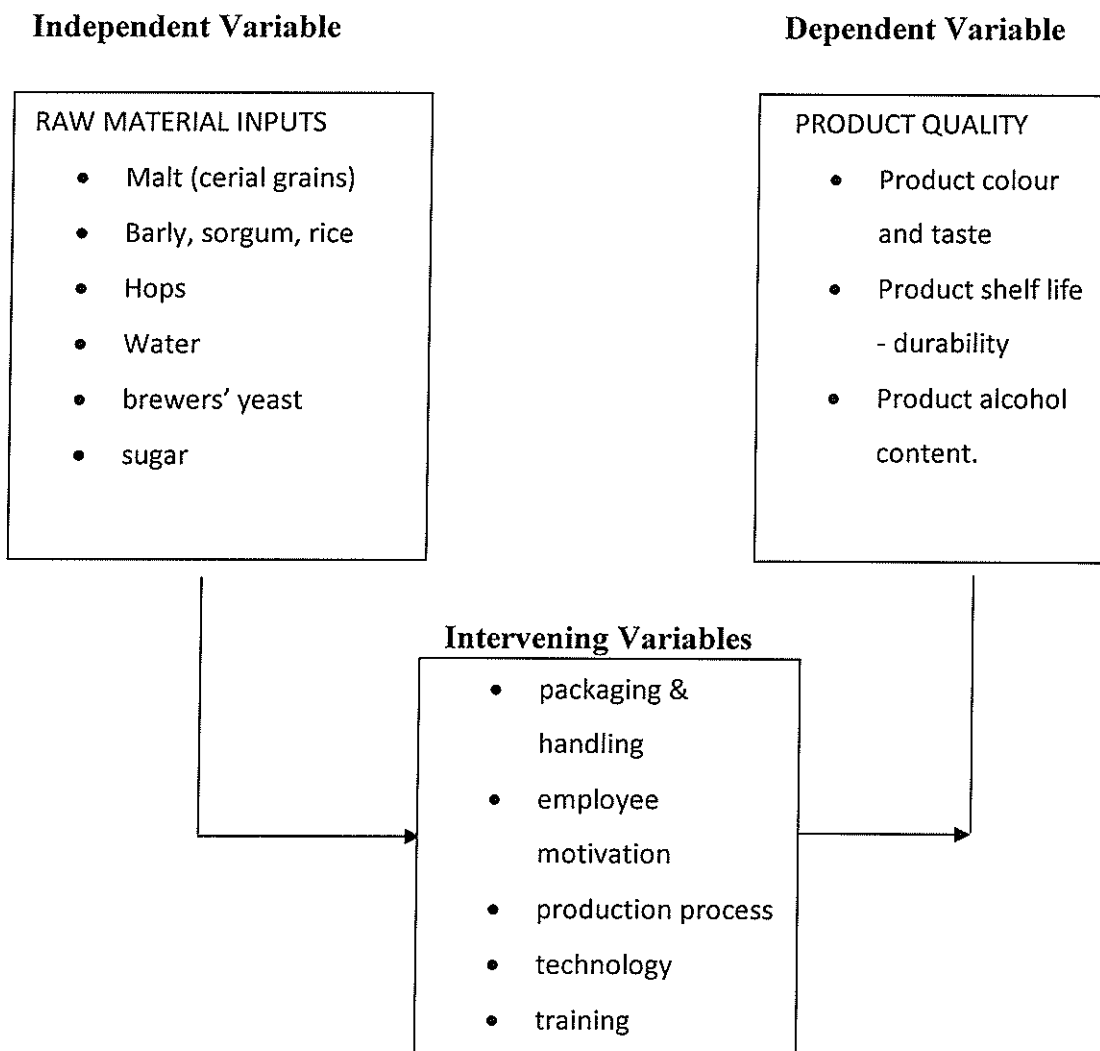 Independent Variable
RAW MATERIAL INPUTS
• Malt (cerial grains)
• Barly, sorgum, rice
• Hops
• Water
• brewers’ yeast
• sugar
Dependent Variable
PRODUCT QUALITY
• Product colour
and taste
• Product shelf life
- durability
• Product alcohol
content.
Intervening Variables
• packaging &
handling
• employee
motivation
• production process
• technology
• training